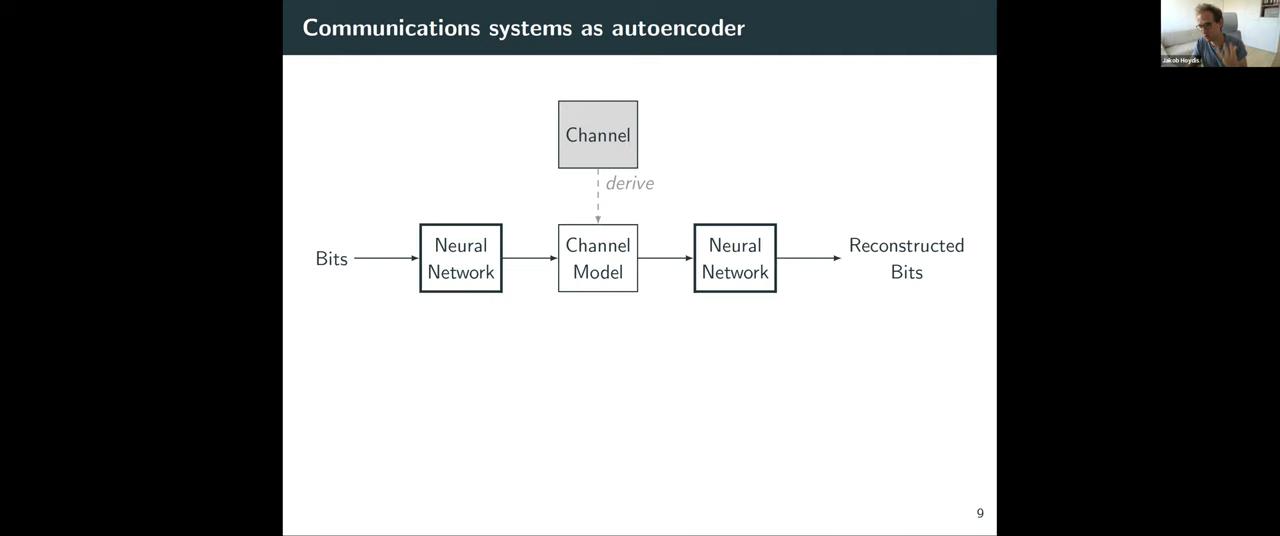 Communications systems as autoencoder
Jakob Hoydis
Channel
derive
Bits
Neural
Network
Channel
Model
Neural
Network
Reconstructed
Bits
9